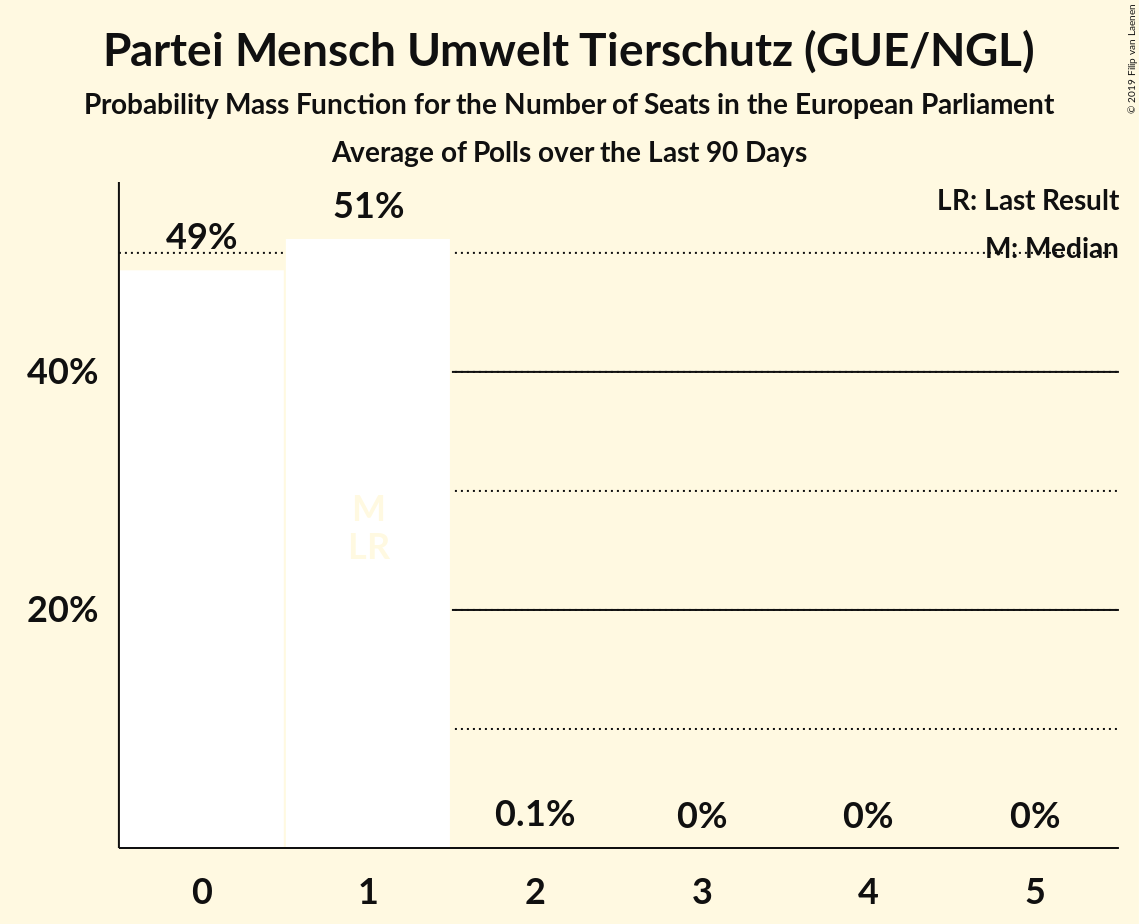 Partei Mensch Umwelt Tierschutz (GUE/NGL)
Probability Mass Function for the Number of Seats in the European Parliament
Average of Polls over the Last 90 Days
© 2019 Filip van Laenen
LR: Last Result
M: Median
49%
51%
40%
20%
M
LR
0.1%
0%
0%
0%
0
1
2
3
4
5